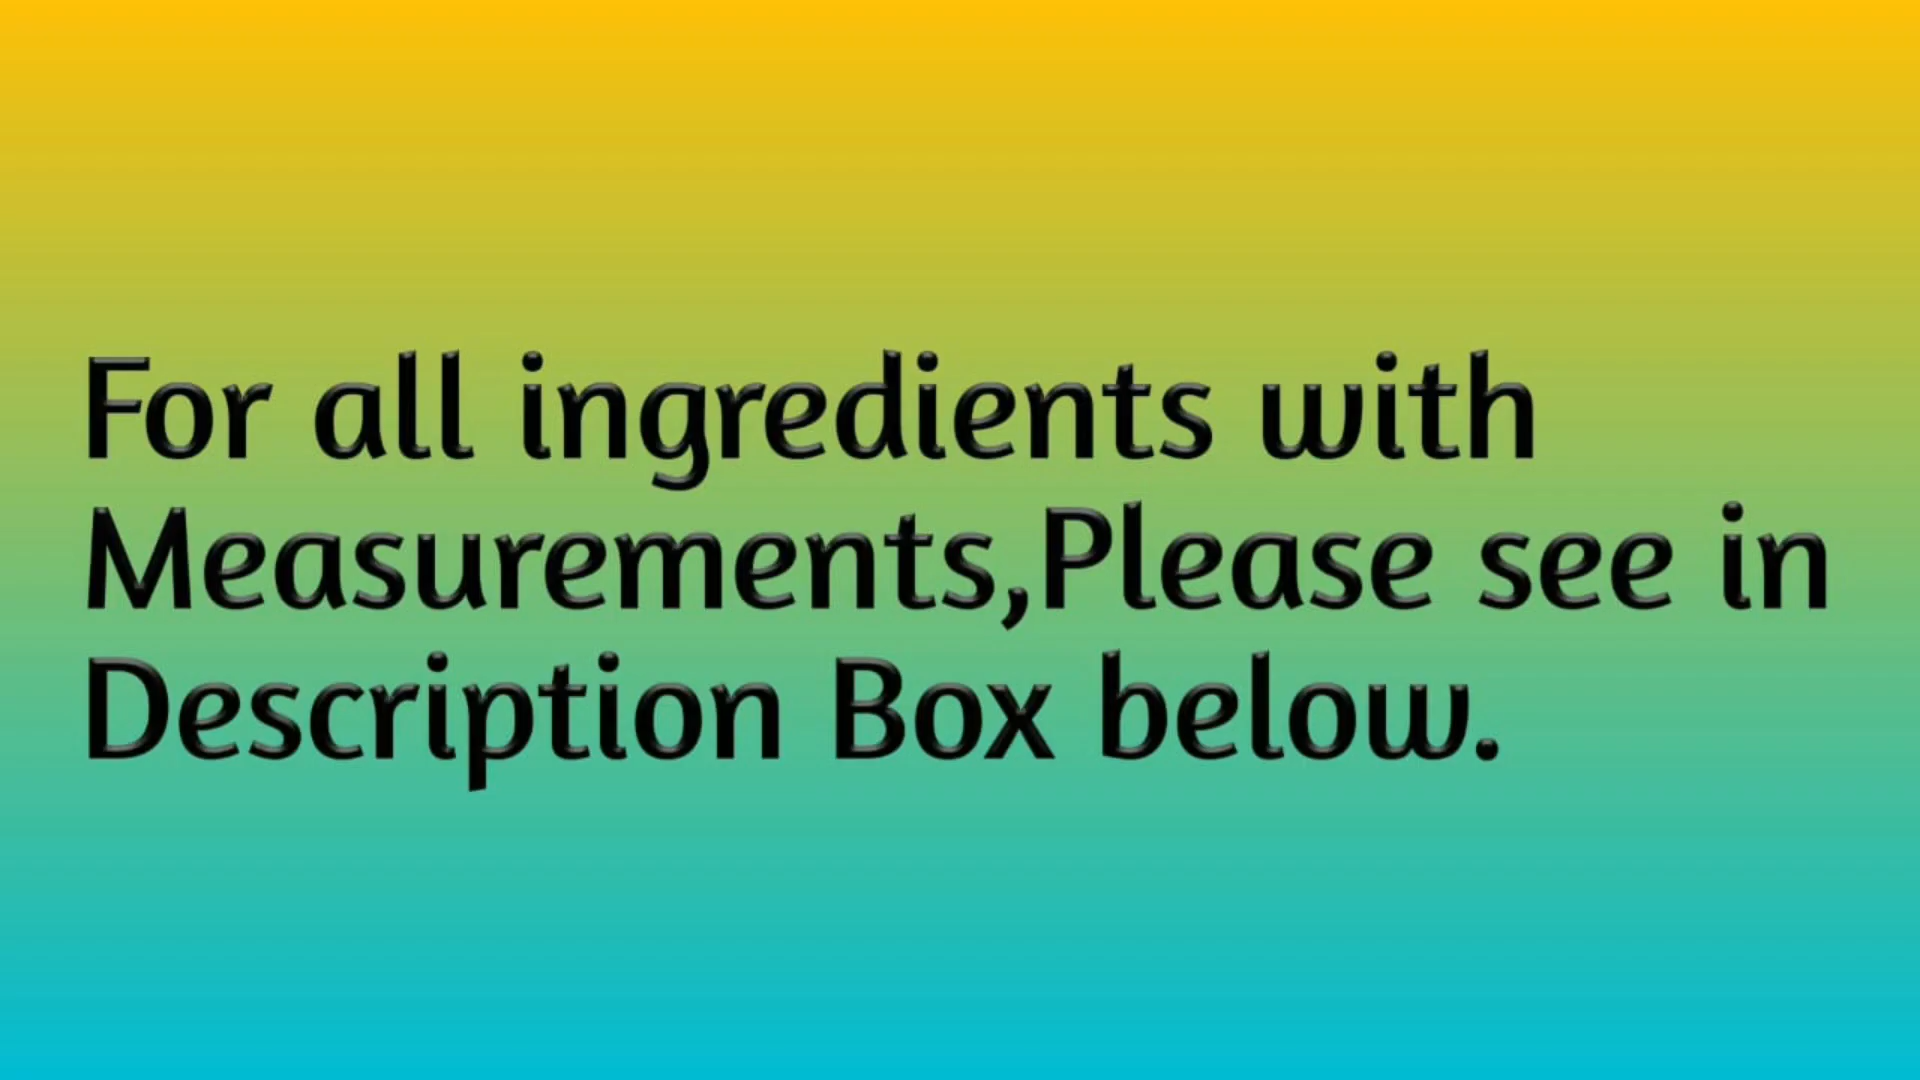 For all ingredients with
Measurements,Please see in
Description Box below.